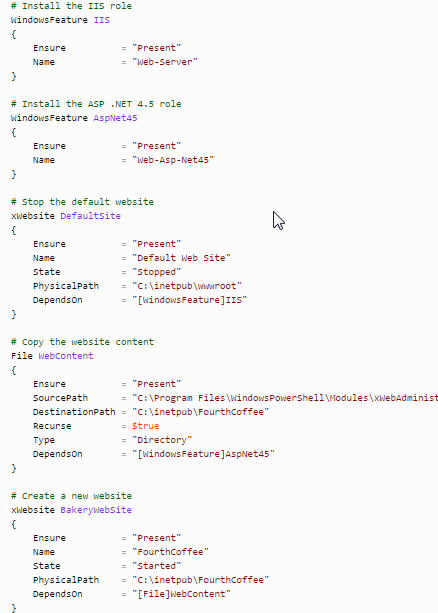 # Install the IIS role
WindowsFeature IIS
{
    Ensure          = "Present"
    Name            = "Web-Server"
}

# Install the ASP .NET 4.5 role
WindowsFeature AspNet45
{
    Ensure          = "Present"
    Name            = "Web-Asp-Net45"
}

# Stop the default website
xWebsite DefaultSite
{
    Ensure          = "Present"
    Name            = "Default Web Site"
    State           = "Stopped"
    PhysicalPath    = "C:\inetpub\wwwroot"
    DependsOn       = "[WindowsFeature]IIS"
}

# Copy the website content
File WebContent
{
    Ensure          = "Present"
    SourcePath      = "C:\Program Files\WindowsPowerShell\Modules\xWebAdminist
    DestinationPath = "C:\inetpub\FourthCoffee"
    Recurse         = $true
    Type            = "Directory"
    DependsOn       = "[WindowsFeature]AspNet45"
}

# Create a new website
xWebsite BakeryWebSite
{
    Ensure          = "Present"
    Name            = "FourthCoffee"
    State           = "Started"
    PhysicalPath    = "C:\inetpub\FourthCoffee"
    DependsOn       = "[File]WebContent"
}